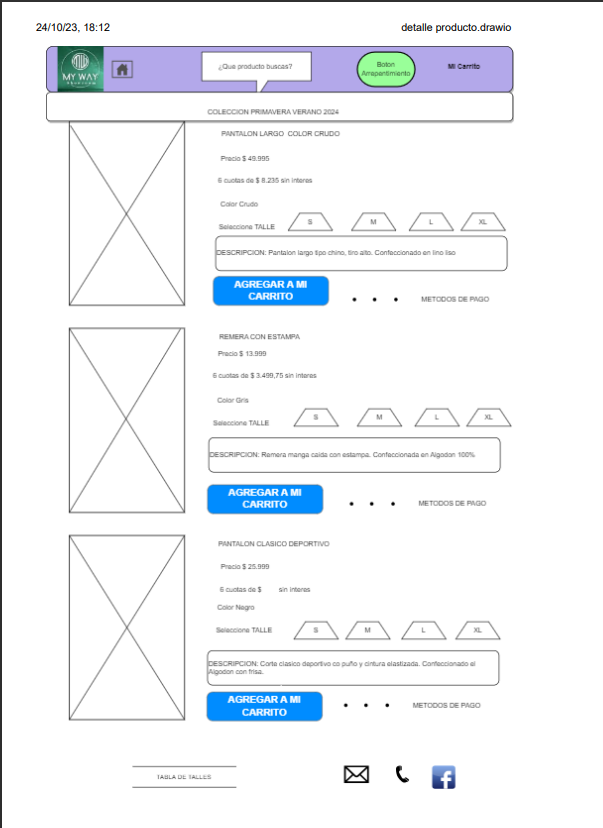 24/10/23, 18:12
detalle producto.drawio
MY WAY
¿Que producto buscas?
Boton
Arrepentimiento
Mi Carrito
COLECCION PRIMAVERA VERANO 2024
PANTALON LARGO COLOR CRUDO
Precio $ 49.995
6 cuotas de $ 8.235 sin interes
Color Crudo
Seleccione TALLE
S
M
L
XL
DESCRIPCION: Pantalon largo tipo chino, tiro alto. Confeccionado en lino liso
AGREGAR A MI
CARRITO
METODOS DE PAGO
REMERA CON ESTAMPA
Precio $ 13.999
6 cuotas de $ 3.499,75 sin interes
Color Gris
Seleccione TALLE
S
M
L
XL
DESCRIPCION: Remera manga caida con estampa. Confeccionada en Algodon 100%
AGREGAR A MI
CARRITO
METODOS DE PAGO
PANTALON CLASICO DEPORTIVO
Precio $ 25.999
6 cuotas de $ sin interes
Color Negro
Seleccione TALLE
S
M
L
XL
DESCRIPCION: Corte clasico deportivo co puño y cintura elastizada. Confeccionado el
Algodon con frisa.
AGREGAR A MI
CARRITO
METODOS DE PAGO
TABLA DE TALLES